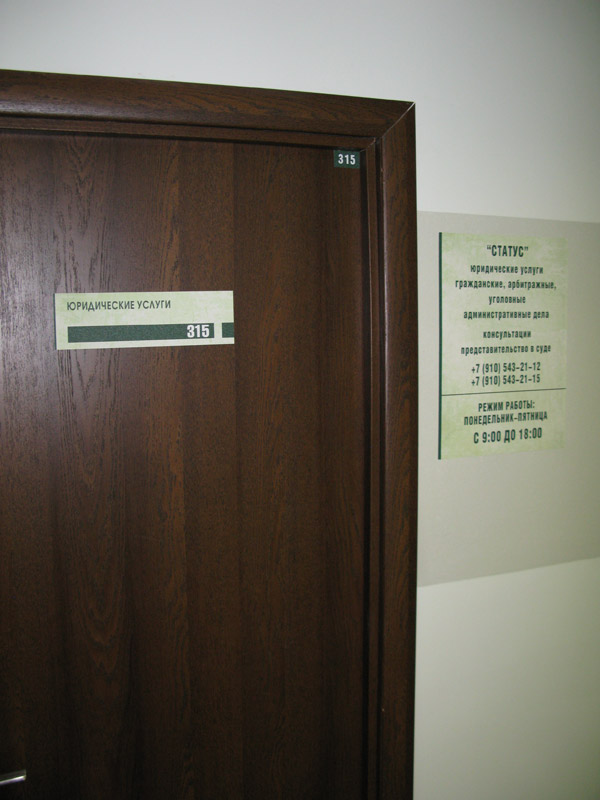 315
ЮРИДИЧЕСКИЕ УСЛУГИ
315
"СТАТУС"
юридические услуги
гражданские, арбитражные,
уголовные
административные дела
консультации
представительство в суде
+7 (910) 543-21-12
+7 (910) 543-21-15
РЕЖИМ РАБОТЫ:
ПОНЕДЕЛЬНИК-ПЯТНИЦА
С 9:00 ДО 18:00